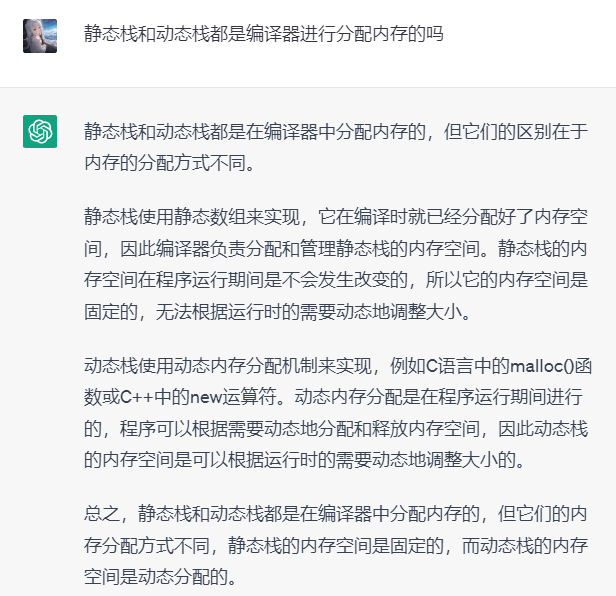 静态栈和动态栈都是编译器进行分配内存的吗
静态栈和动态栈都是在编译器中分配内存的，但它们的区别在于
内存的分配方式不同。
静态栈使用静态数组来实现，它在编译时就已经分配好了内存空
间，因此编译器负责分配和管理静态栈的内存空间。静态栈的内
存空间在程序运行期间是不会发生改变的，所以它的内存空间是
固定的，无法根据运行时的需要动态地调整大小。
动态栈使用动态内存分配机制来实现，例如C语言中的malloc()函
数或C++中的new运算符。动态内存分配是在程序运行期间进行
的，程序可以根据需要动态地分配和释放内存空间，因此动态栈
的内存空间是可以根据运行时的需要动态地调整大小的。
总之，静态栈和动态栈都是在编译器中分配内存的，但它们的内
存分配方式不同，静态栈的内存空间是固定的，而动态栈的内存
空间是动态分配的。